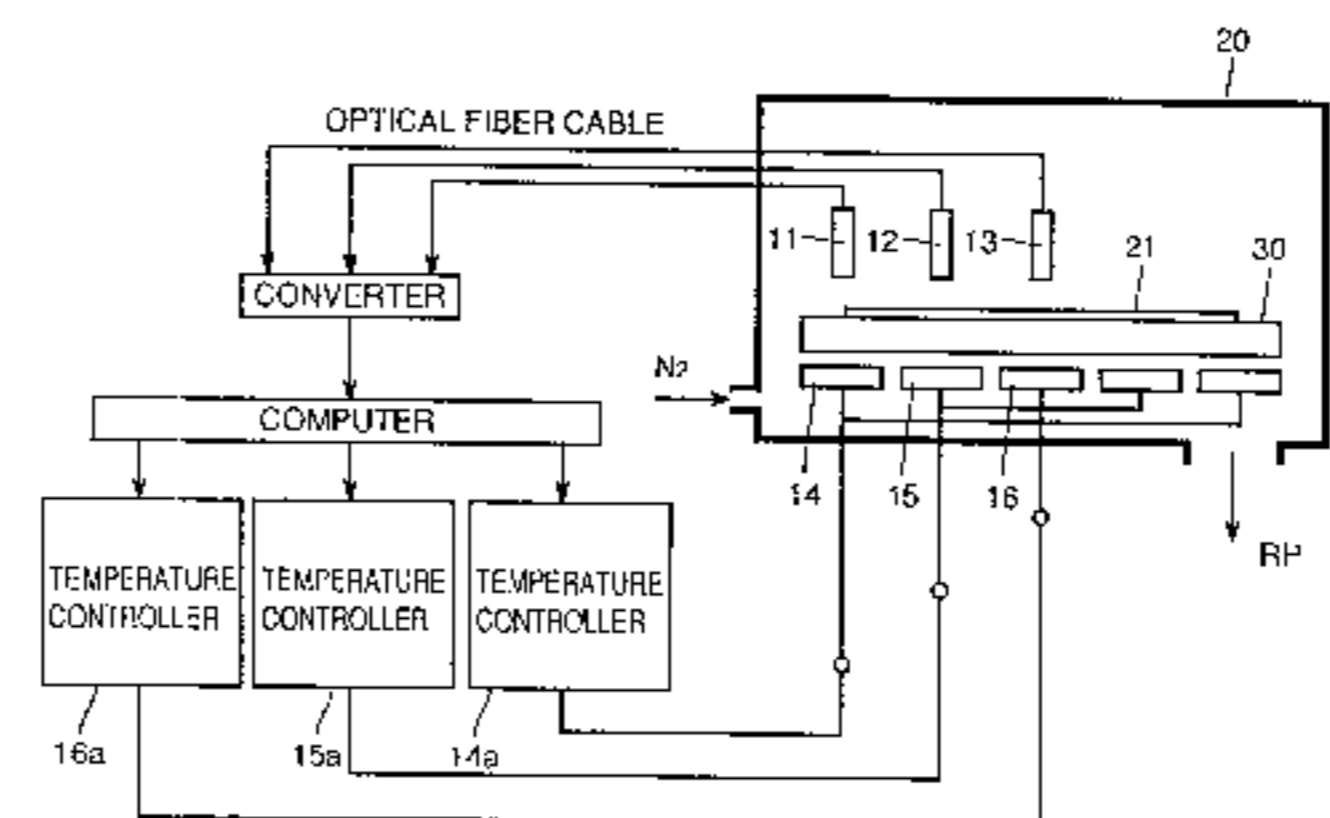 20
OPTICAL FIBER CABLE
11 12 13 21 30
CONVERTER
N2
COMPUTER
14 15 16
RP
TEMPERATURE CONTROLLER
TEMPERATURE CONTROLLER
TEMPERATURE CONTROLLER
16a 15a 14a